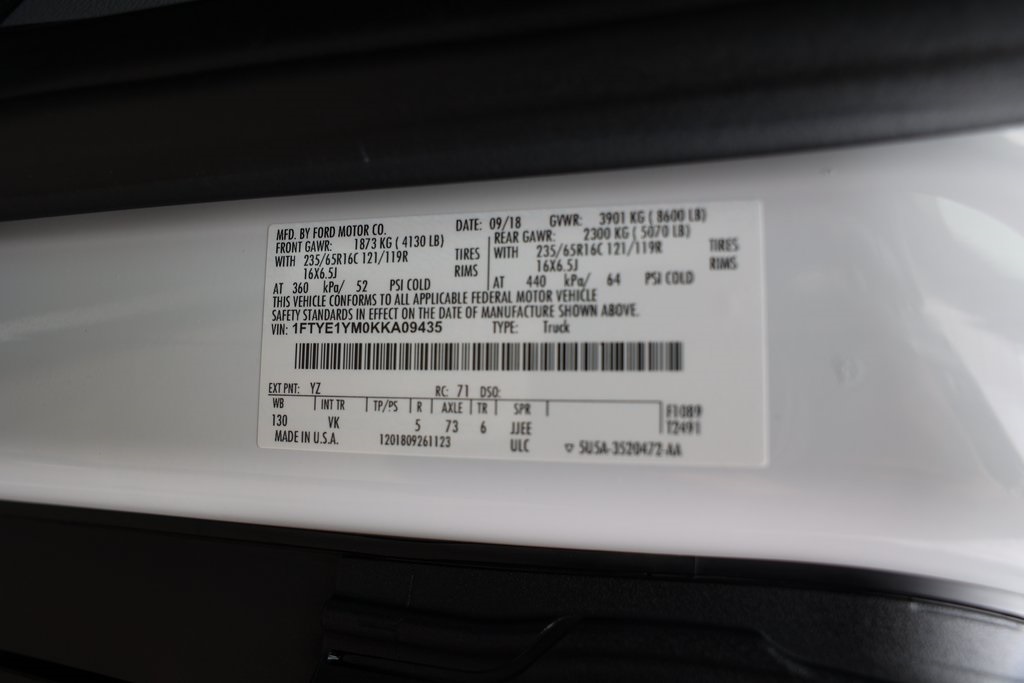 MFD. BY FORD MOTOR CO. DATE: 09/18 GVWR: 3901 KG ( 8600 LB)
FRONT GAWR: 1873 KG ( 4130 LB) REAR GAWR: 2300 KG ( 5070 LB)
WITH 235/65R16C 121/119R TIRES WITH 235/65R16C 121/119R TIRES
16X6.5J RIMS 16X6.5J RIMS
AT 360 kPa/ 52 PSI COLD AT 440 kPa/ 64 PSI COLD
THIS VEHICLE CONFORMS TO ALL APPLICABLE FEDERAL MOTOR VEHICLE
SAFETY STANDARDS IN EFFECT ON THE DATE OF MANUFACTURE SHOWN ABOVE.
VIN: 1FTYE1YM0KKA09435 TYPE: Truck
EXT PNT: YZ RC: 71 DSO:
WB INT TR TP/PS R AXLE TR SPR F1089
130 VK 5 73 6 JJEE T2491
MADE IN U.S.A. 1201809261123 ULC ▽ SU5A-3520472-AA